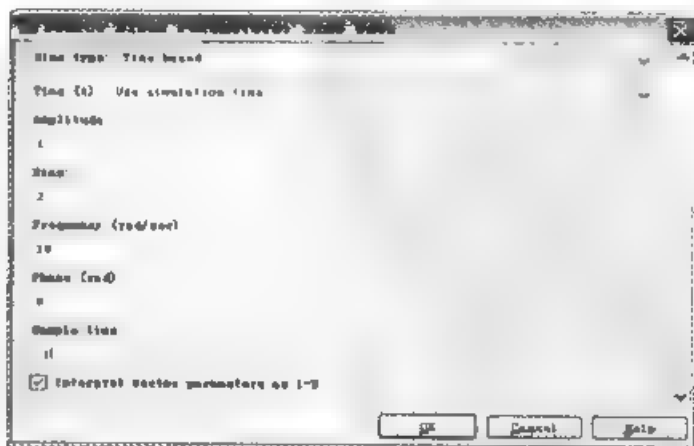 Sine type: Time based
Time (t): Use simulation time
Amplitude
1
Bias:
2
Frequency (rad/sec)
10
Phase (rad)
0
Sample time
Interpret vector parameters as 1-D
OK Cancel Help